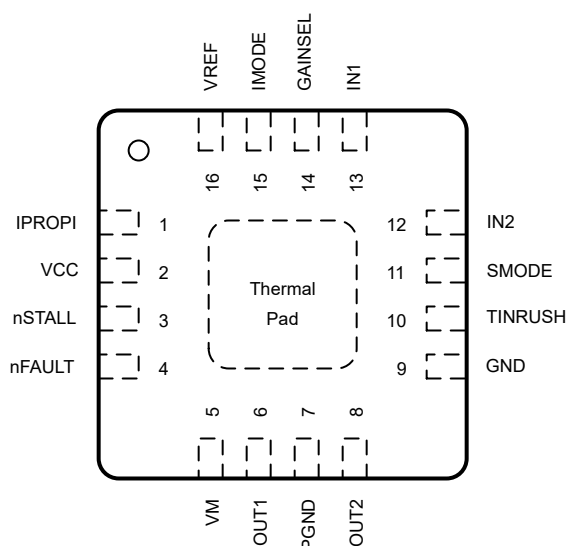 VREF
IMODE
GAINSEL
IN1
16
15
14
13
IPROPI
1
12
IN2
VCC
2
11
SMODE
Thermal
Pad
nSTALL
3
10
TINRUSH
nFAULT
4
9
GND
5
6
7
8
VM
OUT1
PGND
OUT2